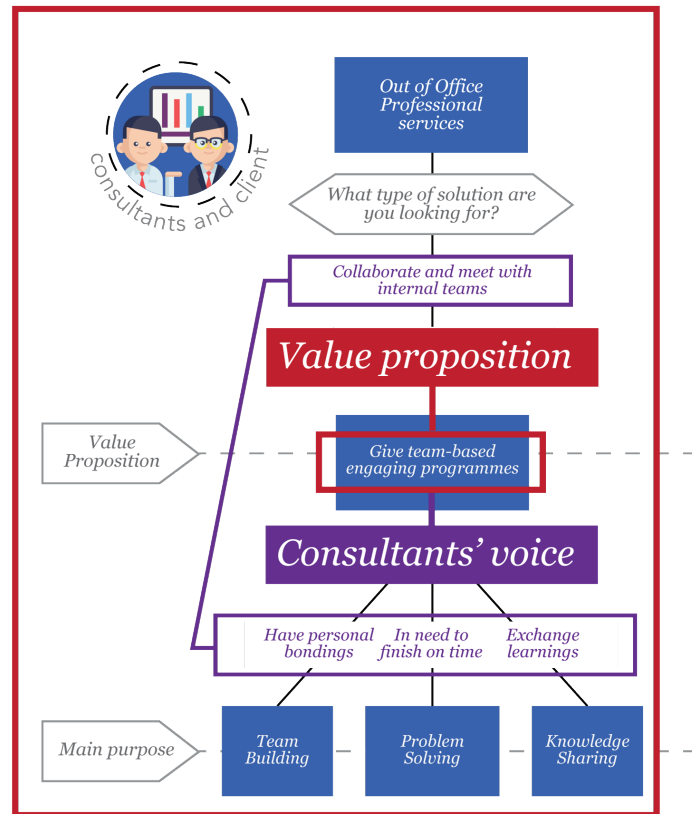 Out of Office
Professional
services
consultants and client
What type of solution are
you looking for?
Collaborate and meet with
internal teams
Value proposition
Value
Proposition
Give team-based
engaging programmes
Consultants’ voice
Have personal
bondings
In need to
finish on time
Exchange
learnings
Main purpose
Team
Building
Problem
Solving
Knowledge
Sharing